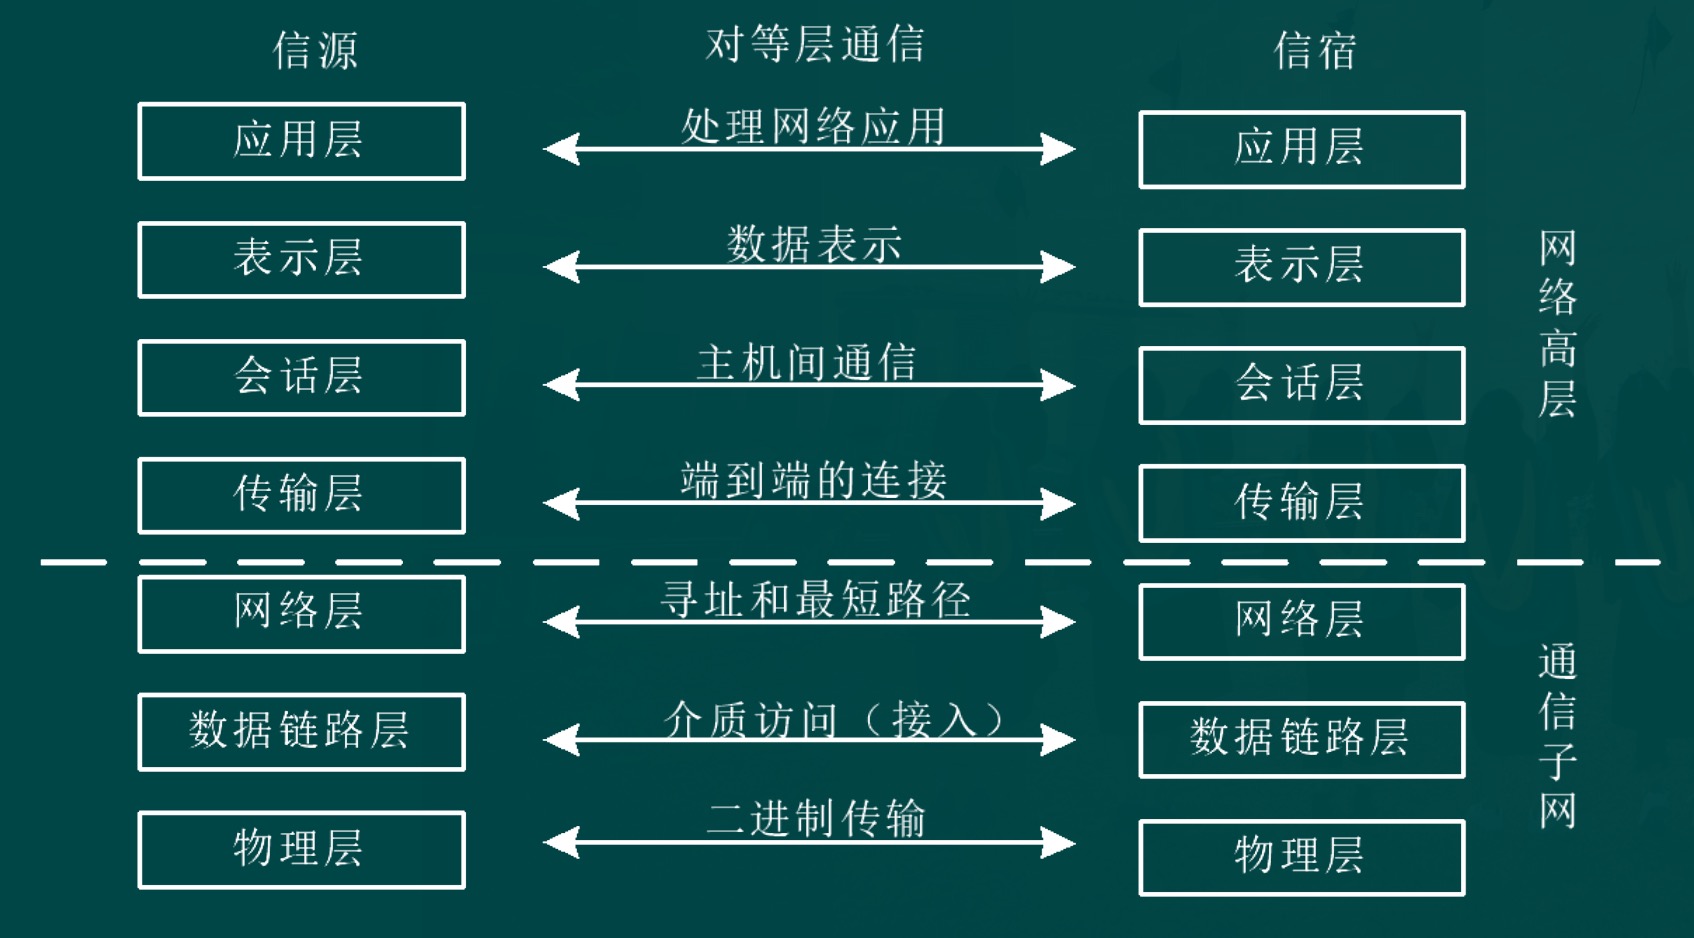 信源
对等层通信
信宿
应用层
处理网络应用
应用层
表示层
数据表示
表示层
会话层
主机间通信
会话层
传输层
端到端的连接
传输层
网络高层
网络层
寻址和最短路径
网络层
数据链路层
介质访问（接入）
数据链路层
物理层
二进制传输
物理层
通信子网